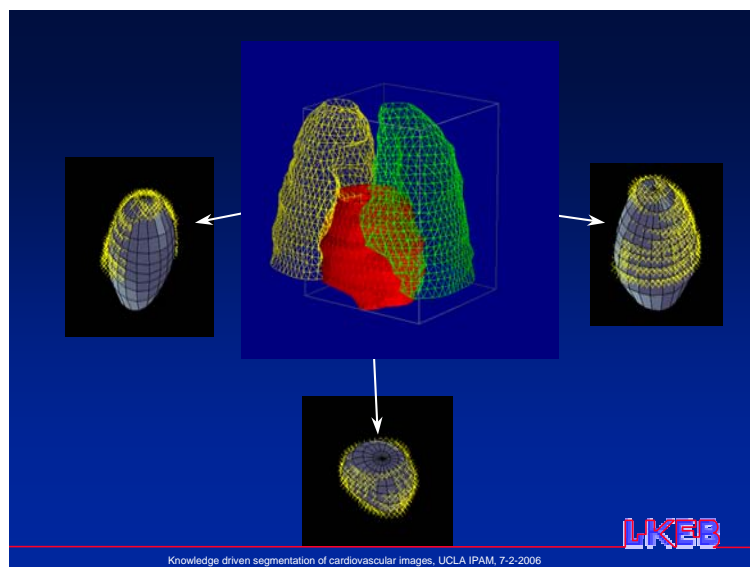 LKEB
Knowledge driven segmentation of cardiovascular images, UCLA IPAM, 7-2-2006